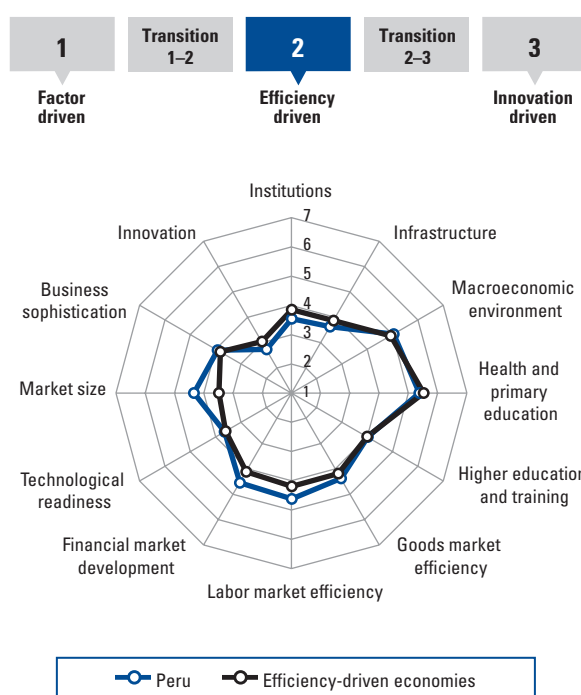 1
Transition
1–2
2
Transition
2–3
3
Factor
driven
Efficiency
driven
Innovation
driven
Institutions
7
Innovation
6
Infrastructure
5
Business
sophistication
4
Macroeconomic
environment
3
2
Market size
1
Health and
primary
education
Technological
readiness
Higher education
and training
Financial market
development
Goods market
efficiency
Labor market efficiency
Peru
Efficiency-driven economies